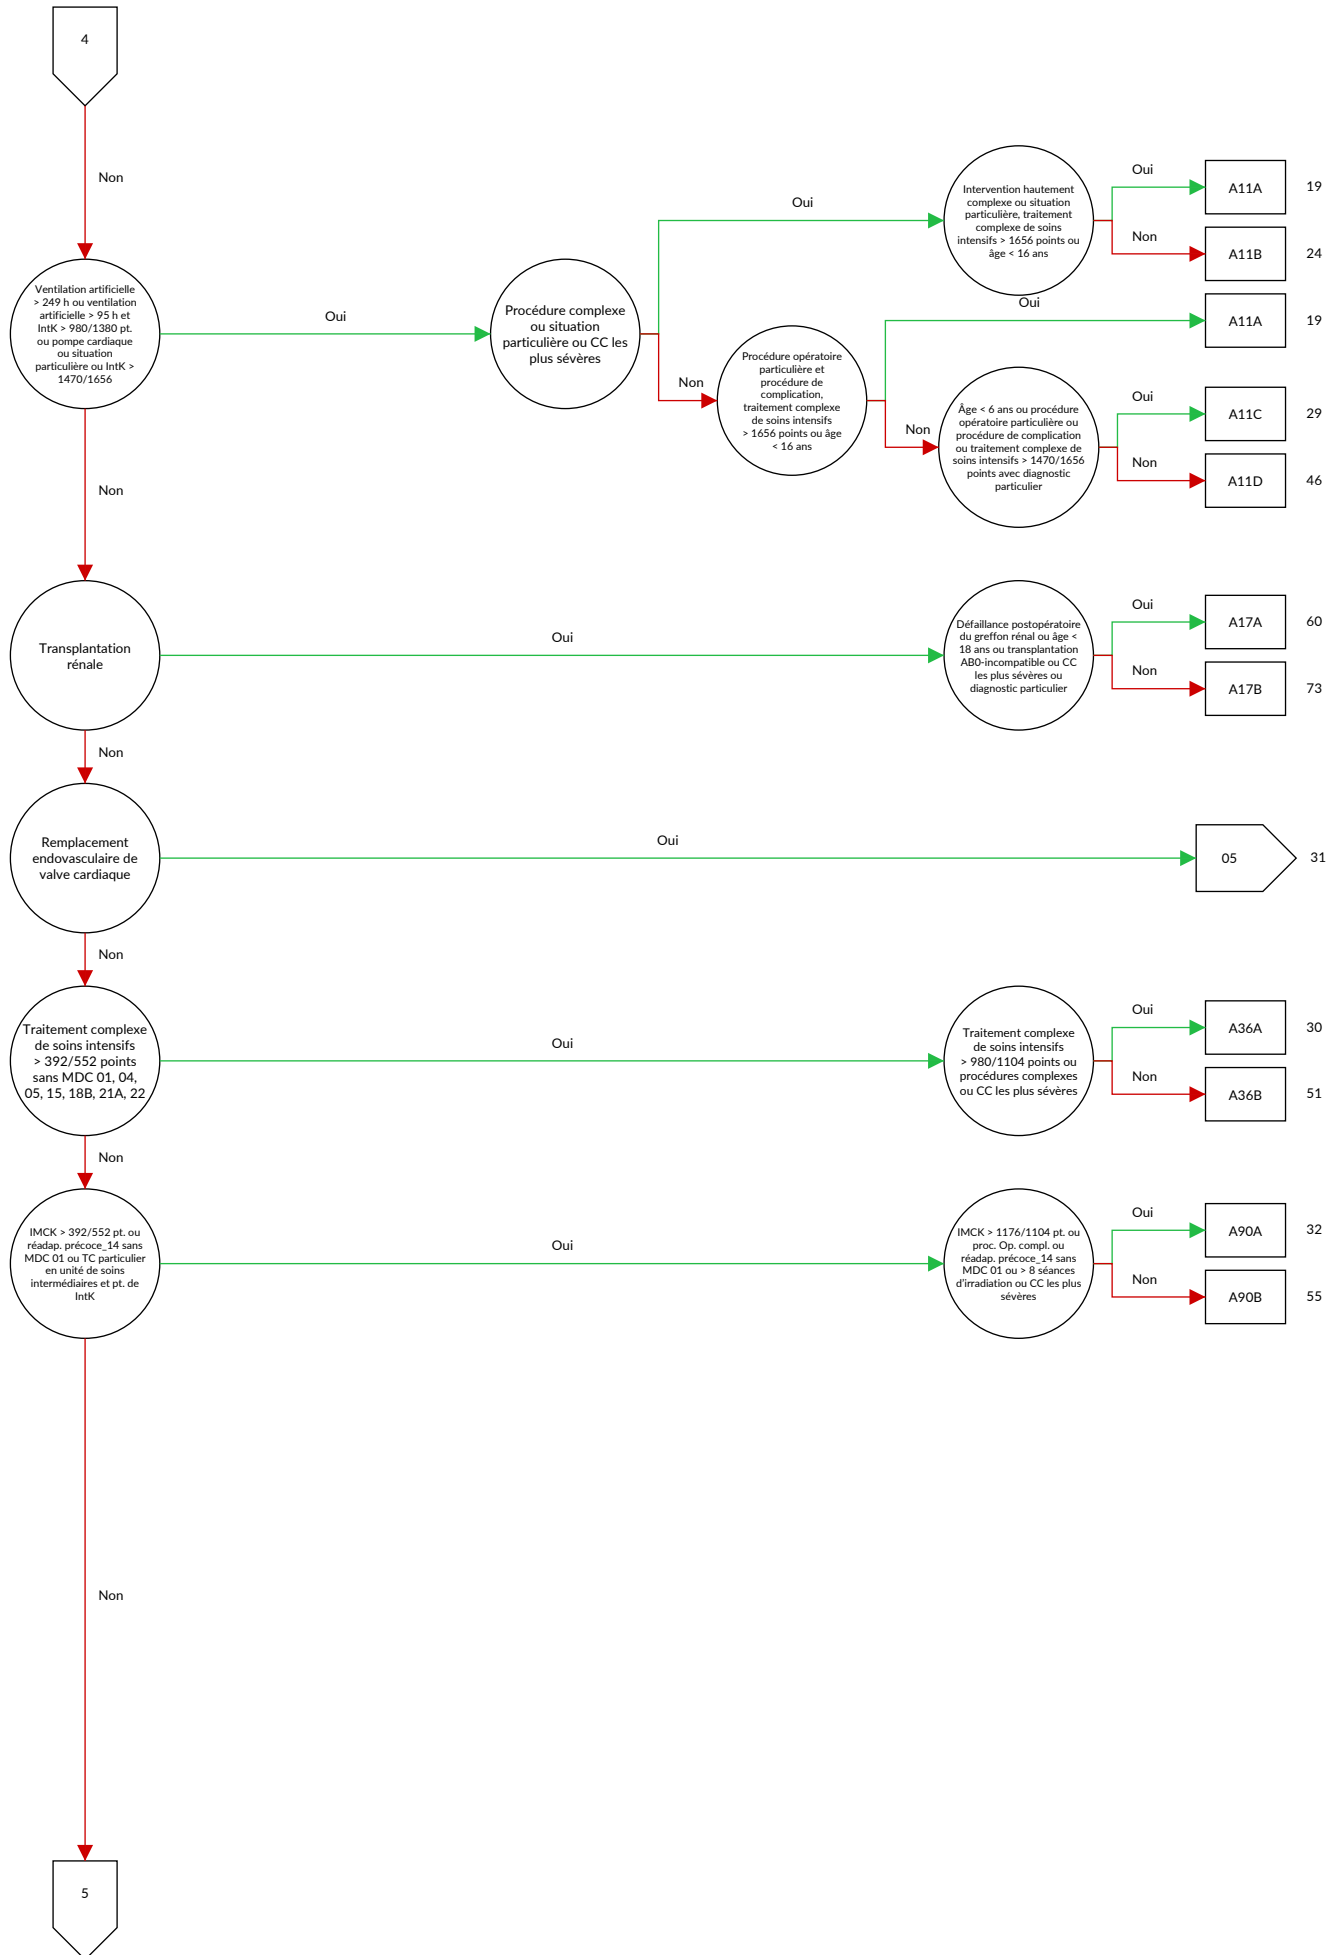 4
Non
Ventilation artificielle
> 249 h ou ventilation
artificielle > 95 h et
IntK > 980/1380 pt.
ou pompe cardiaque
ou situation
particulière ou IntK >
1470/1656
Oui
Procédure complexe
ou situation
particulière ou CC les
plus sévères
Oui
Intervention hautement
complexe ou situation
particulière, traitement
complexe de soins
intensifs > 1656 points ou
âge < 16 ans
Oui
A11A
19
Non
A11B
24
Non
Procédure opératoire
particulière et
procédure de
complication,
traitement complexe
de soins intensifs
> 1656 points ou âge
< 16 ans
Oui
A11A
19
Non
Âge < 6 ans ou procédure
opératoire particulière ou
procédure de complication
ou traitement complexe de
soins intensifs > 1470/1656
points avec diagnostic
particulier
Oui
A11C
29
Non
A11D
46
Non
Transplantation
rénale
Oui
Défaillance postopératoire
du greffon rénal ou âge <
18 ans ou transplantation
AB0-incompatible ou CC
les plus sévères ou
diagnostic particulier
Oui
A17A
60
Non
A17B
73
Non
Remplacement
endovasculaire de
valve cardiaque
Oui
05
31
Non
Traitement complexe
de soins intensifs
> 392/552 points
sans MDC 01, 04,
05, 15, 18B, 21A, 22
Oui
Traitement complexe
de soins intensifs
> 980/1104 points ou
procédures complexes
ou CC les plus sévères
Oui
A36A
30
Non
A36B
51
Non
IMCK > 392/552 pt. ou
réadap. précoce_14 sans
MDC 01 ou TC particulier
en unité de soins
intermédiaires et pt. de
IntK
Oui
IMCK > 1176/1104 pt. ou
proc. Op. compl. ou
réadap. précoce_14 sans
MDC 01 ou > 8 séances
d'irradiation ou CC les plus
sévères
Oui
A90A
32
Non
A90B
55
Non
5